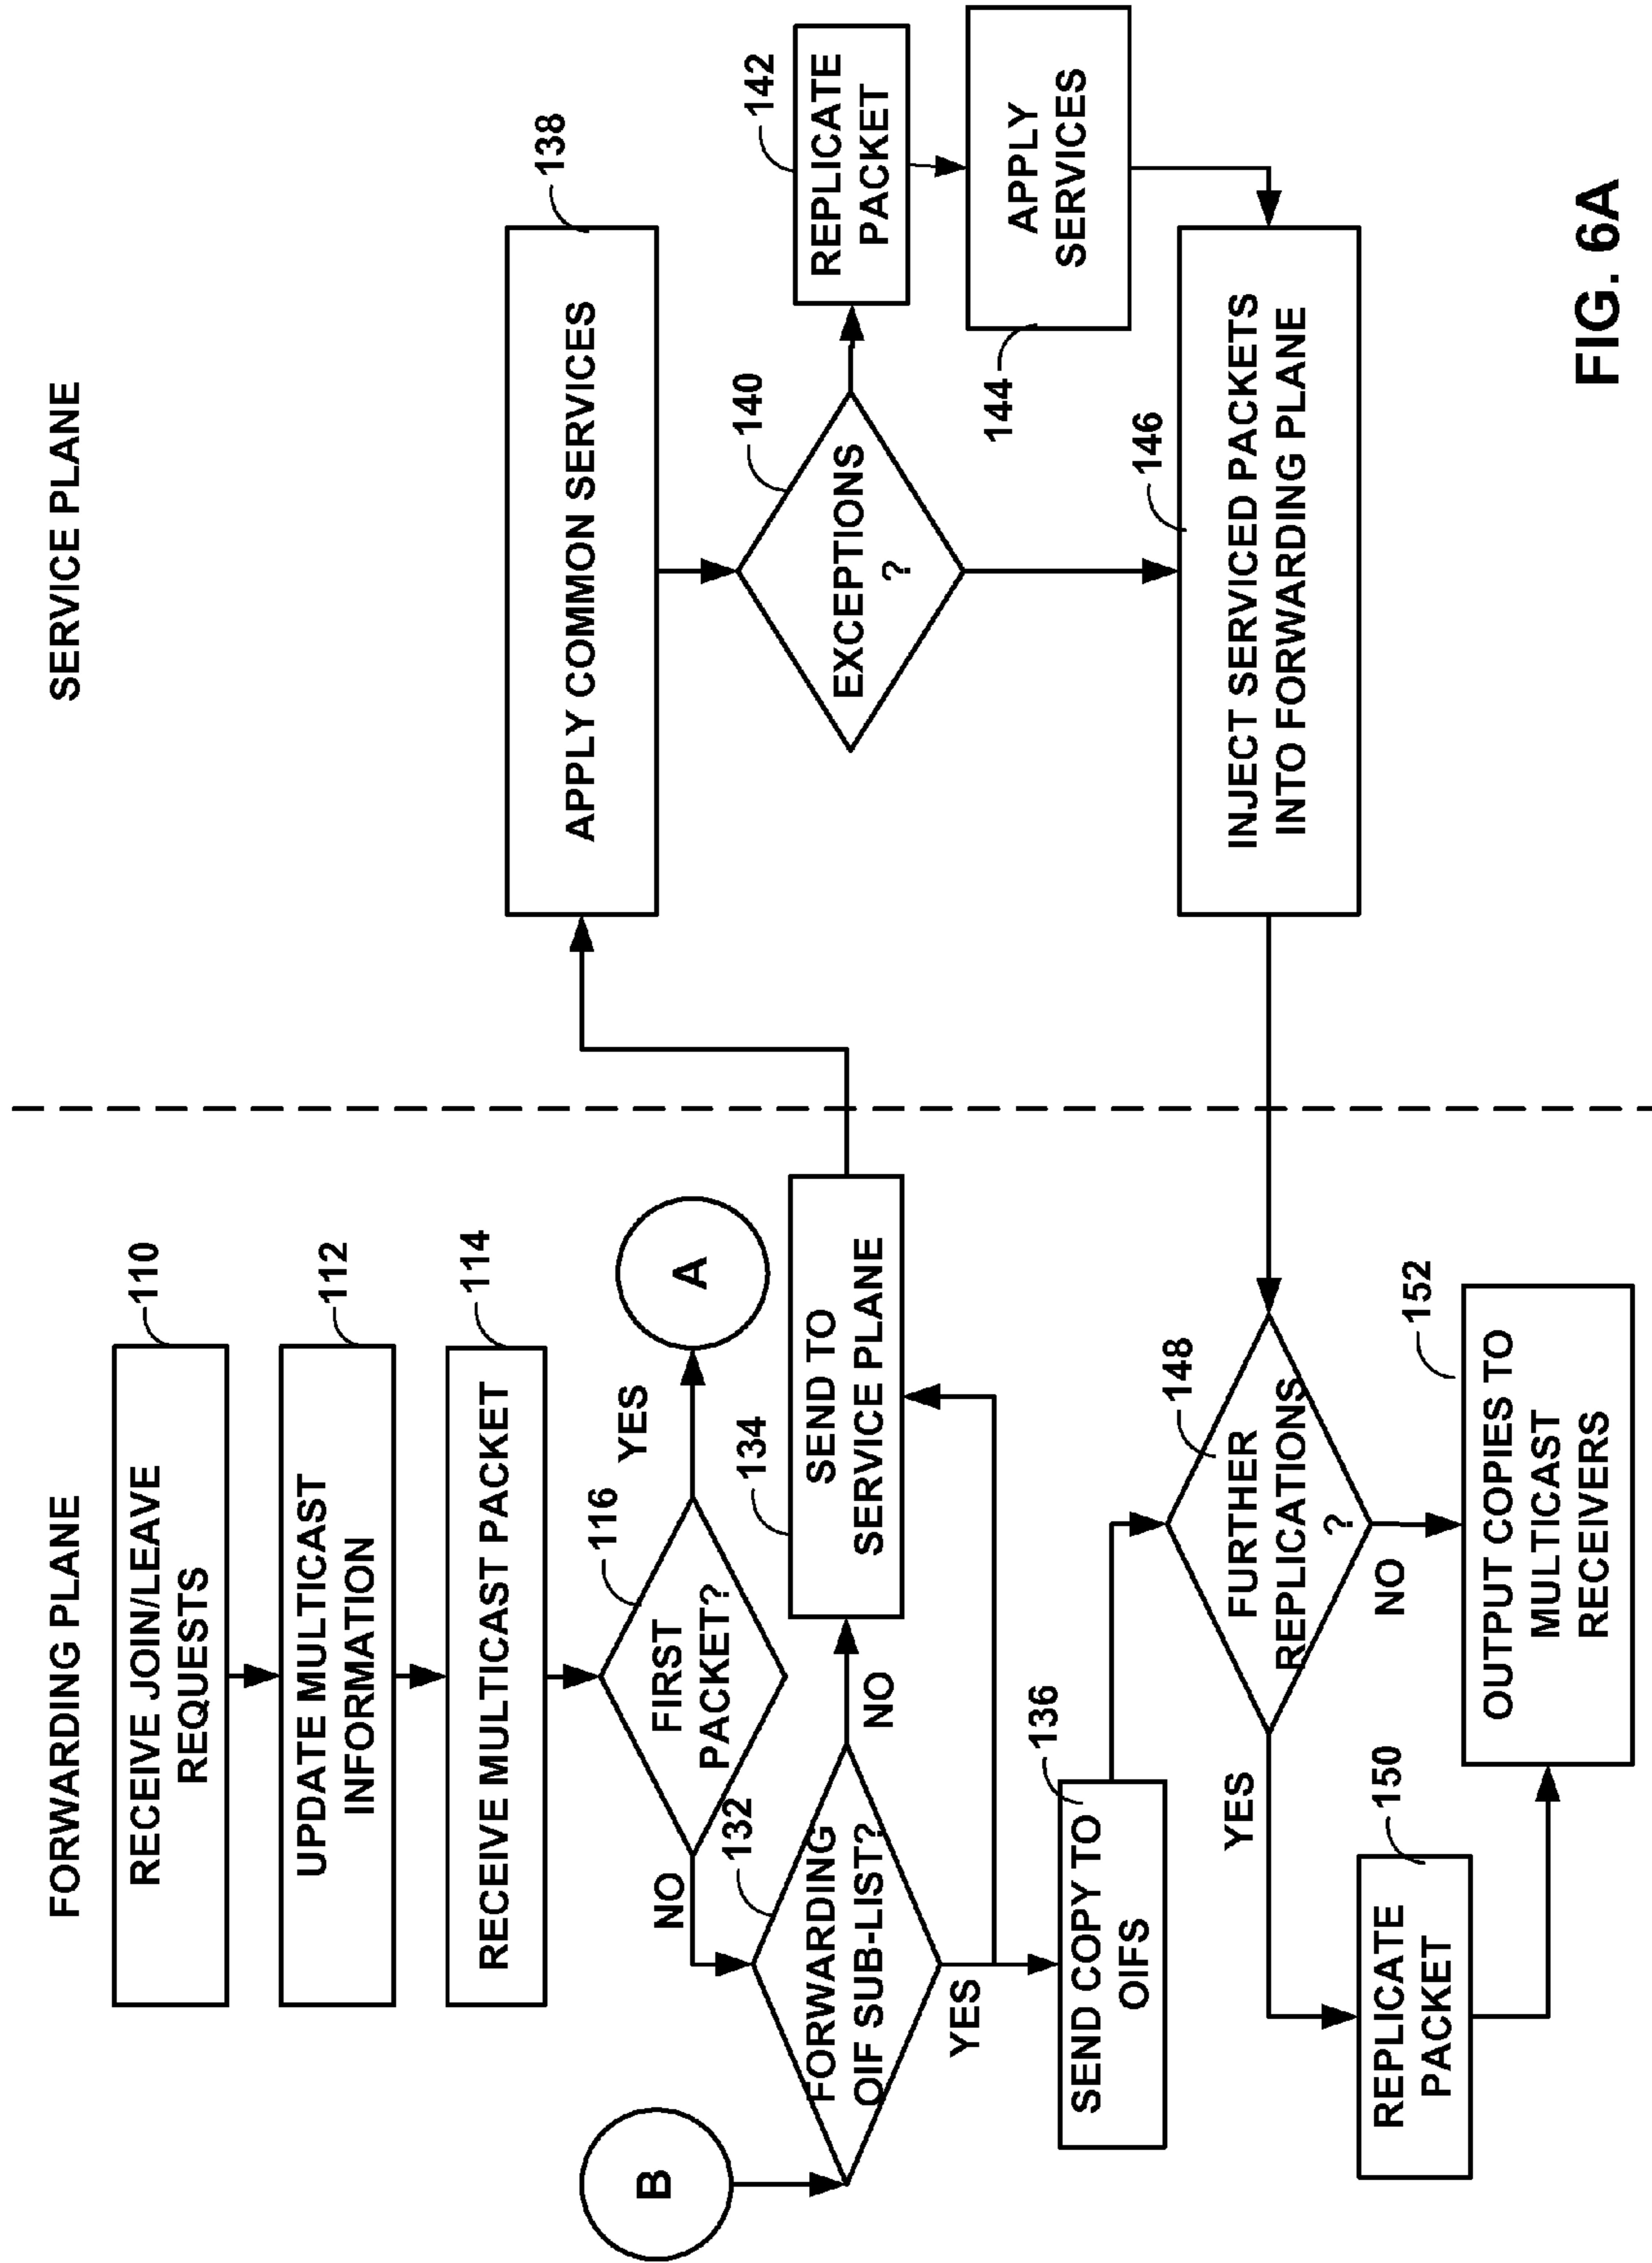 FORWARDING PLANE
SERVICE PLANE
110
RECEIVE JOIN/LEAVE
REQUESTS
112
UPDATE MULTICAST
INFORMATION
114
RECEIVE MULTICAST PACKET
116
FIRST
PACKET?
YES
A
NO
B
132
FORWARDING
OIF SUB-LIST?
NO
YES
134
SEND TO
SERVICE PLANE
136
SEND COPY TO
OIFS
138
APPLY COMMON SERVICES
140
EXCEPTIONS
?
142
REPLICATE
PACKET
144
APPLY
SERVICES
146
INJECT SERVICED PACKETS
INTO FORWARDING PLANE
148
FURTHER
REPLICATIONS
?
YES
NO
150
REPLICATE
PACKET
152
OUTPUT COPIES TO
MULTICAST
RECEIVERS
FIG. 6A